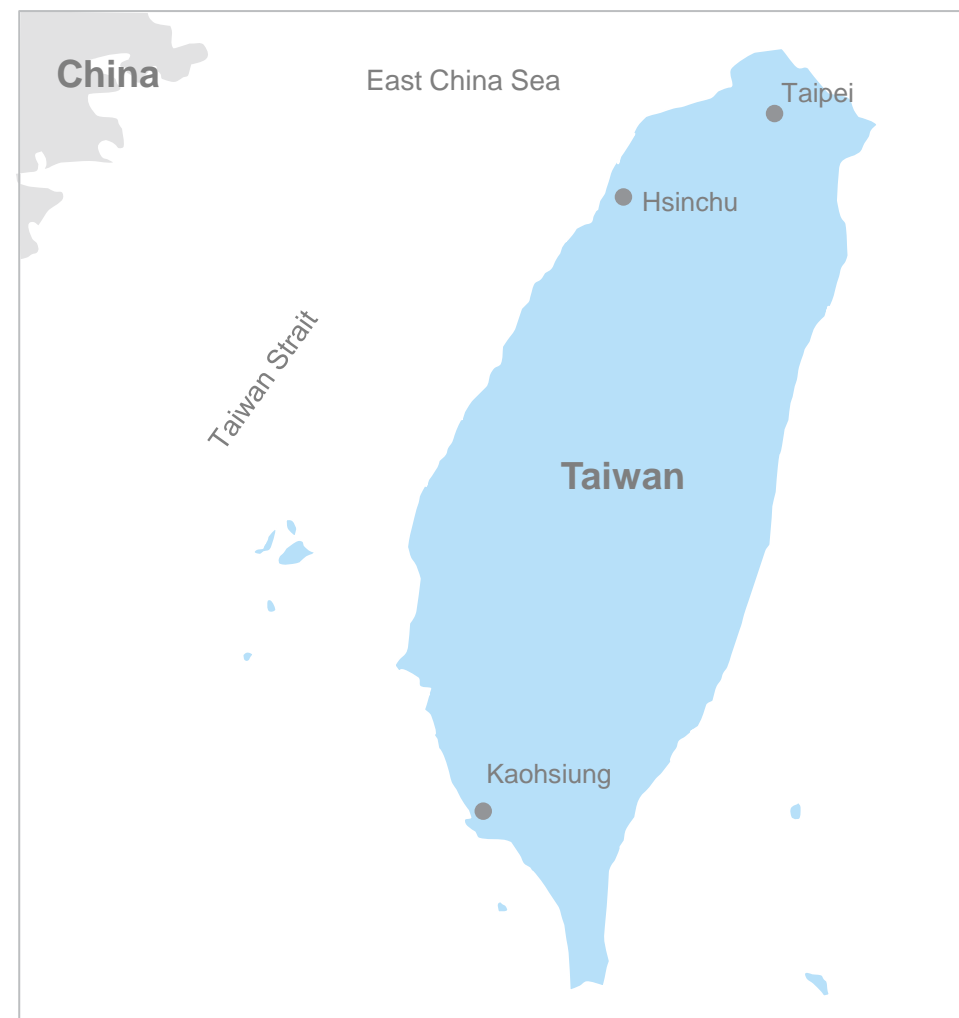 China
East China Sea
Taipei
Hsinchu
Taiwan Strait
Taiwan
Kaohsiung